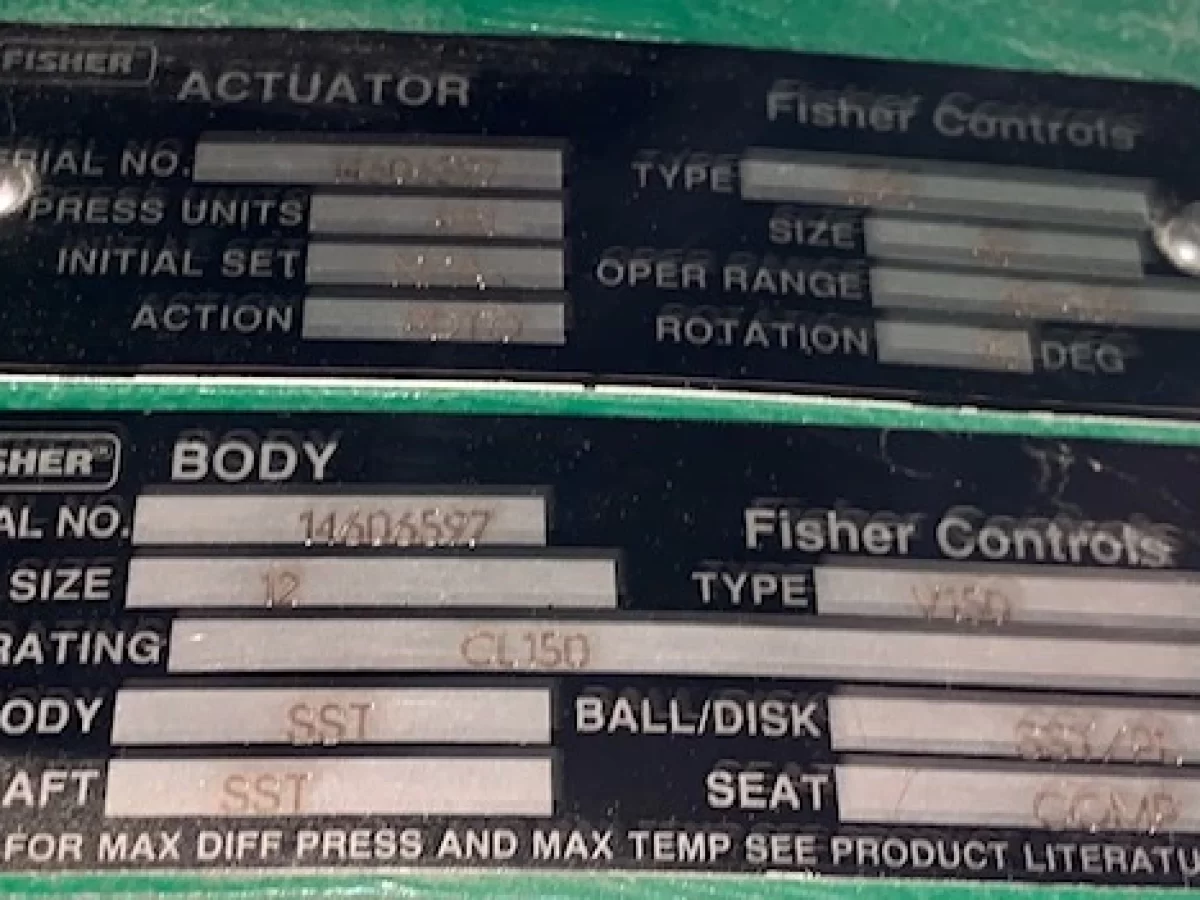 FISHER ACTUATOR
Fisher Controls
ERIAL NO. 14606597
TYPE
PRESS UNITS
SIZE
INITIAL SET
OPER RANGE
ACTION
ROTATION DEG
SHER BODY
AL NO. 14606597
Fisher Controls
SIZE 12
TYPE V150
RATING CL150
ODY SST BALL/DISK
AFT SST SEAT COMP
FOR MAX DIFF PRESS AND MAX TEMP SEE PRODUCT LITERATU